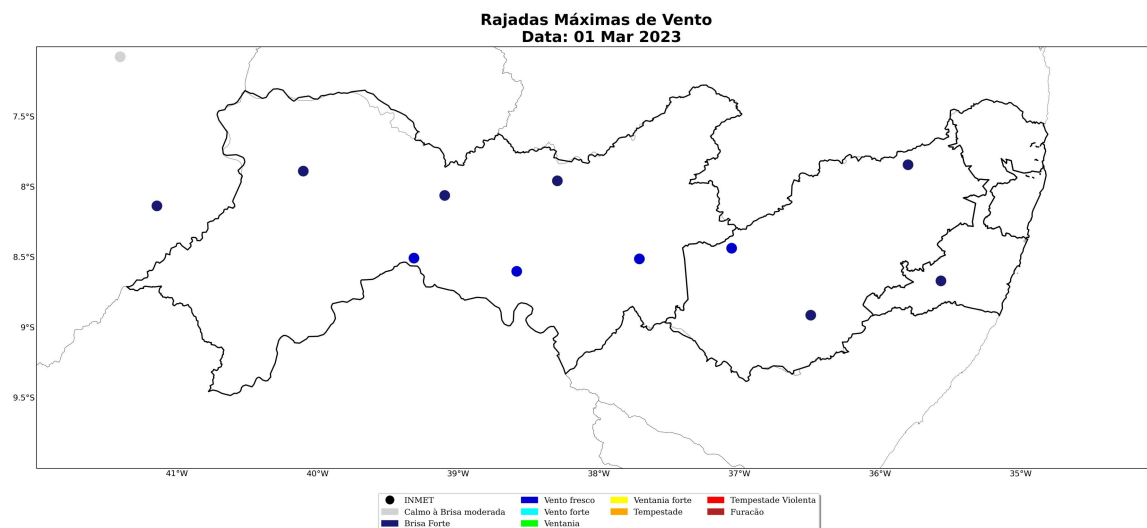 Rajadas Máximas de Vento
Data: 01 Mar 2023
7.5°S
8°S
8.5°S
9°S
9.5°S
41°W 40°W 39°W 38°W 37°W 36°W 35°W
INMET
Calmo à Brisa moderada
Brisa Forte
Vento fresco
Vento forte
Ventania
Ventania forte
Tempestade
Tempestade Violenta
Furacão